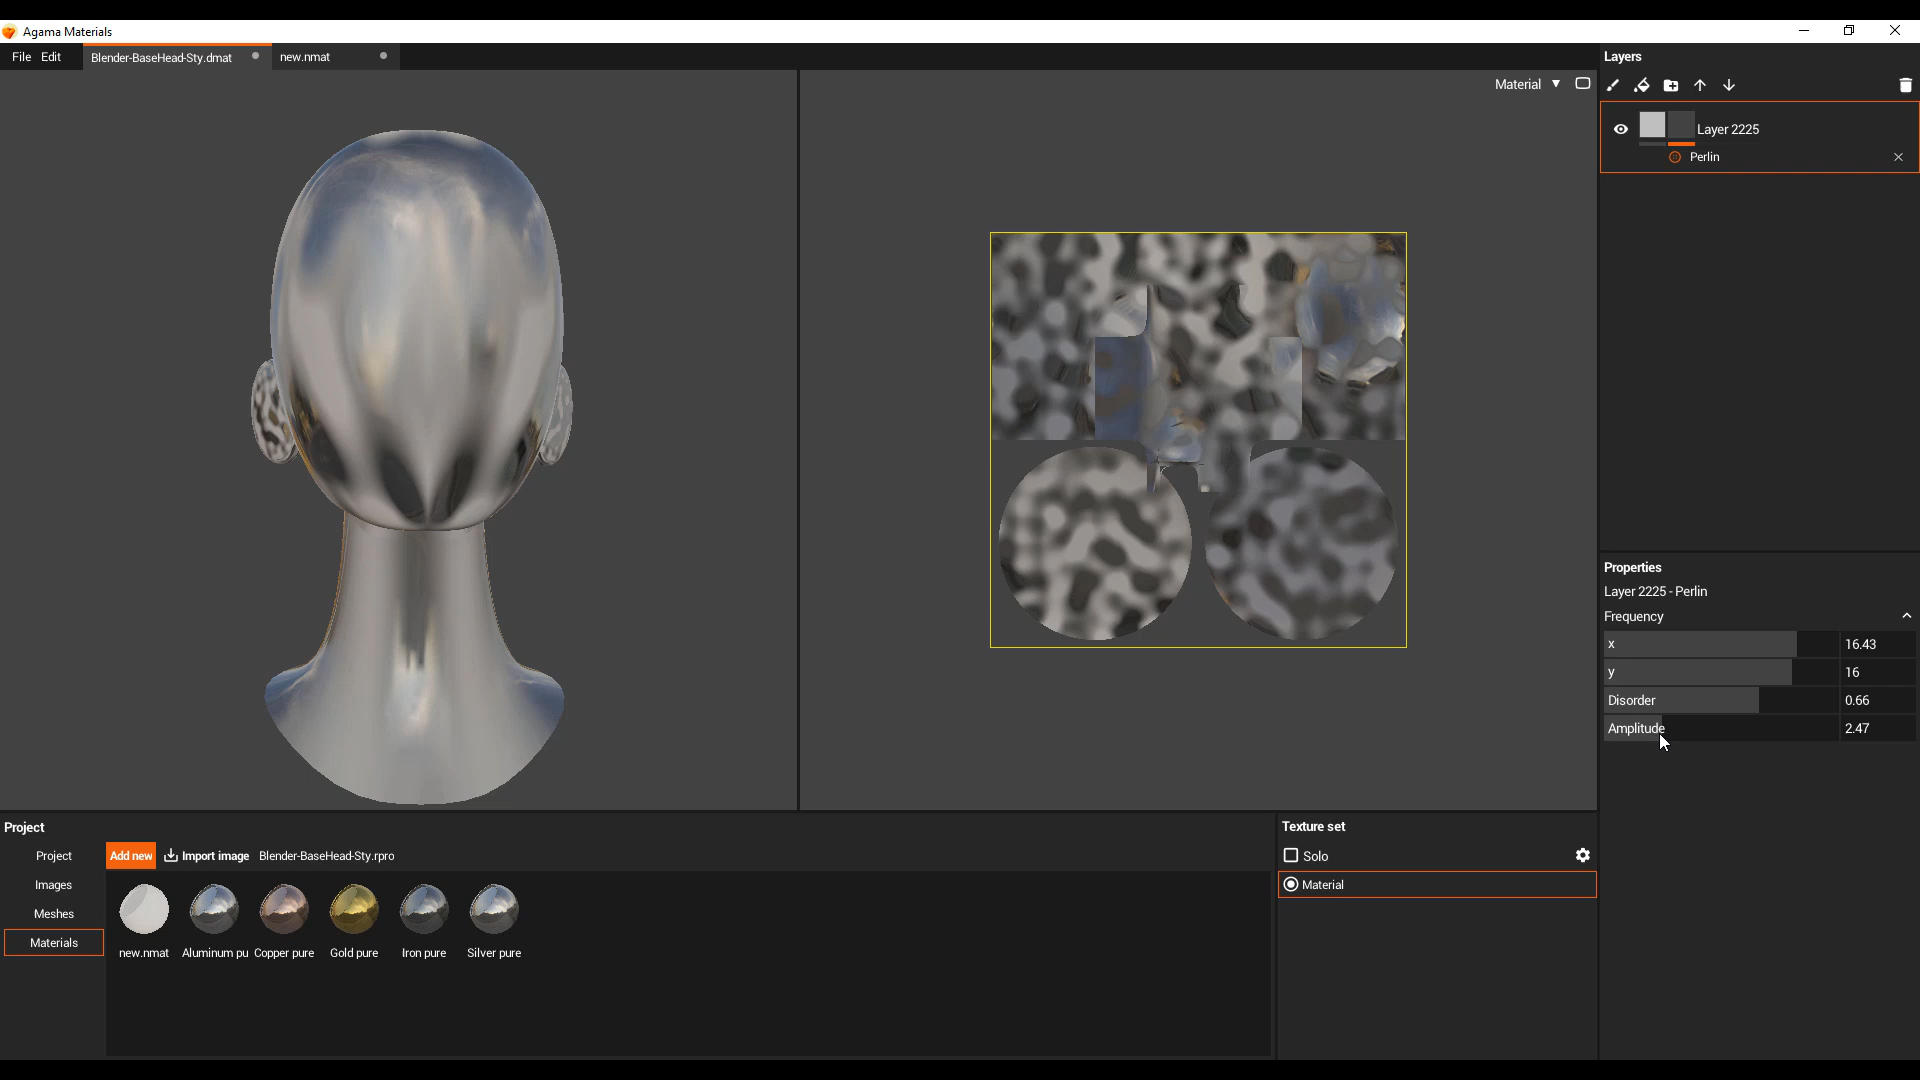 Agama Materials
File Edit
Blender-BaseHead-Sty.dmat
new.nmat
Material
Layers
Layer 2225
Perlin
Properties
Layer 2225 - Perlin
Frequency
x 16.43
y 16
Disorder 0.66
Amplitude 2.47
Project
Project
Images
Meshes
Materials
Add new
Import image
Blender-BaseHead-Sty.rpro
new.nmat
Aluminum pu
Copper pure
Gold pure
Iron pure
Silver pure
Texture set
Solo
Material